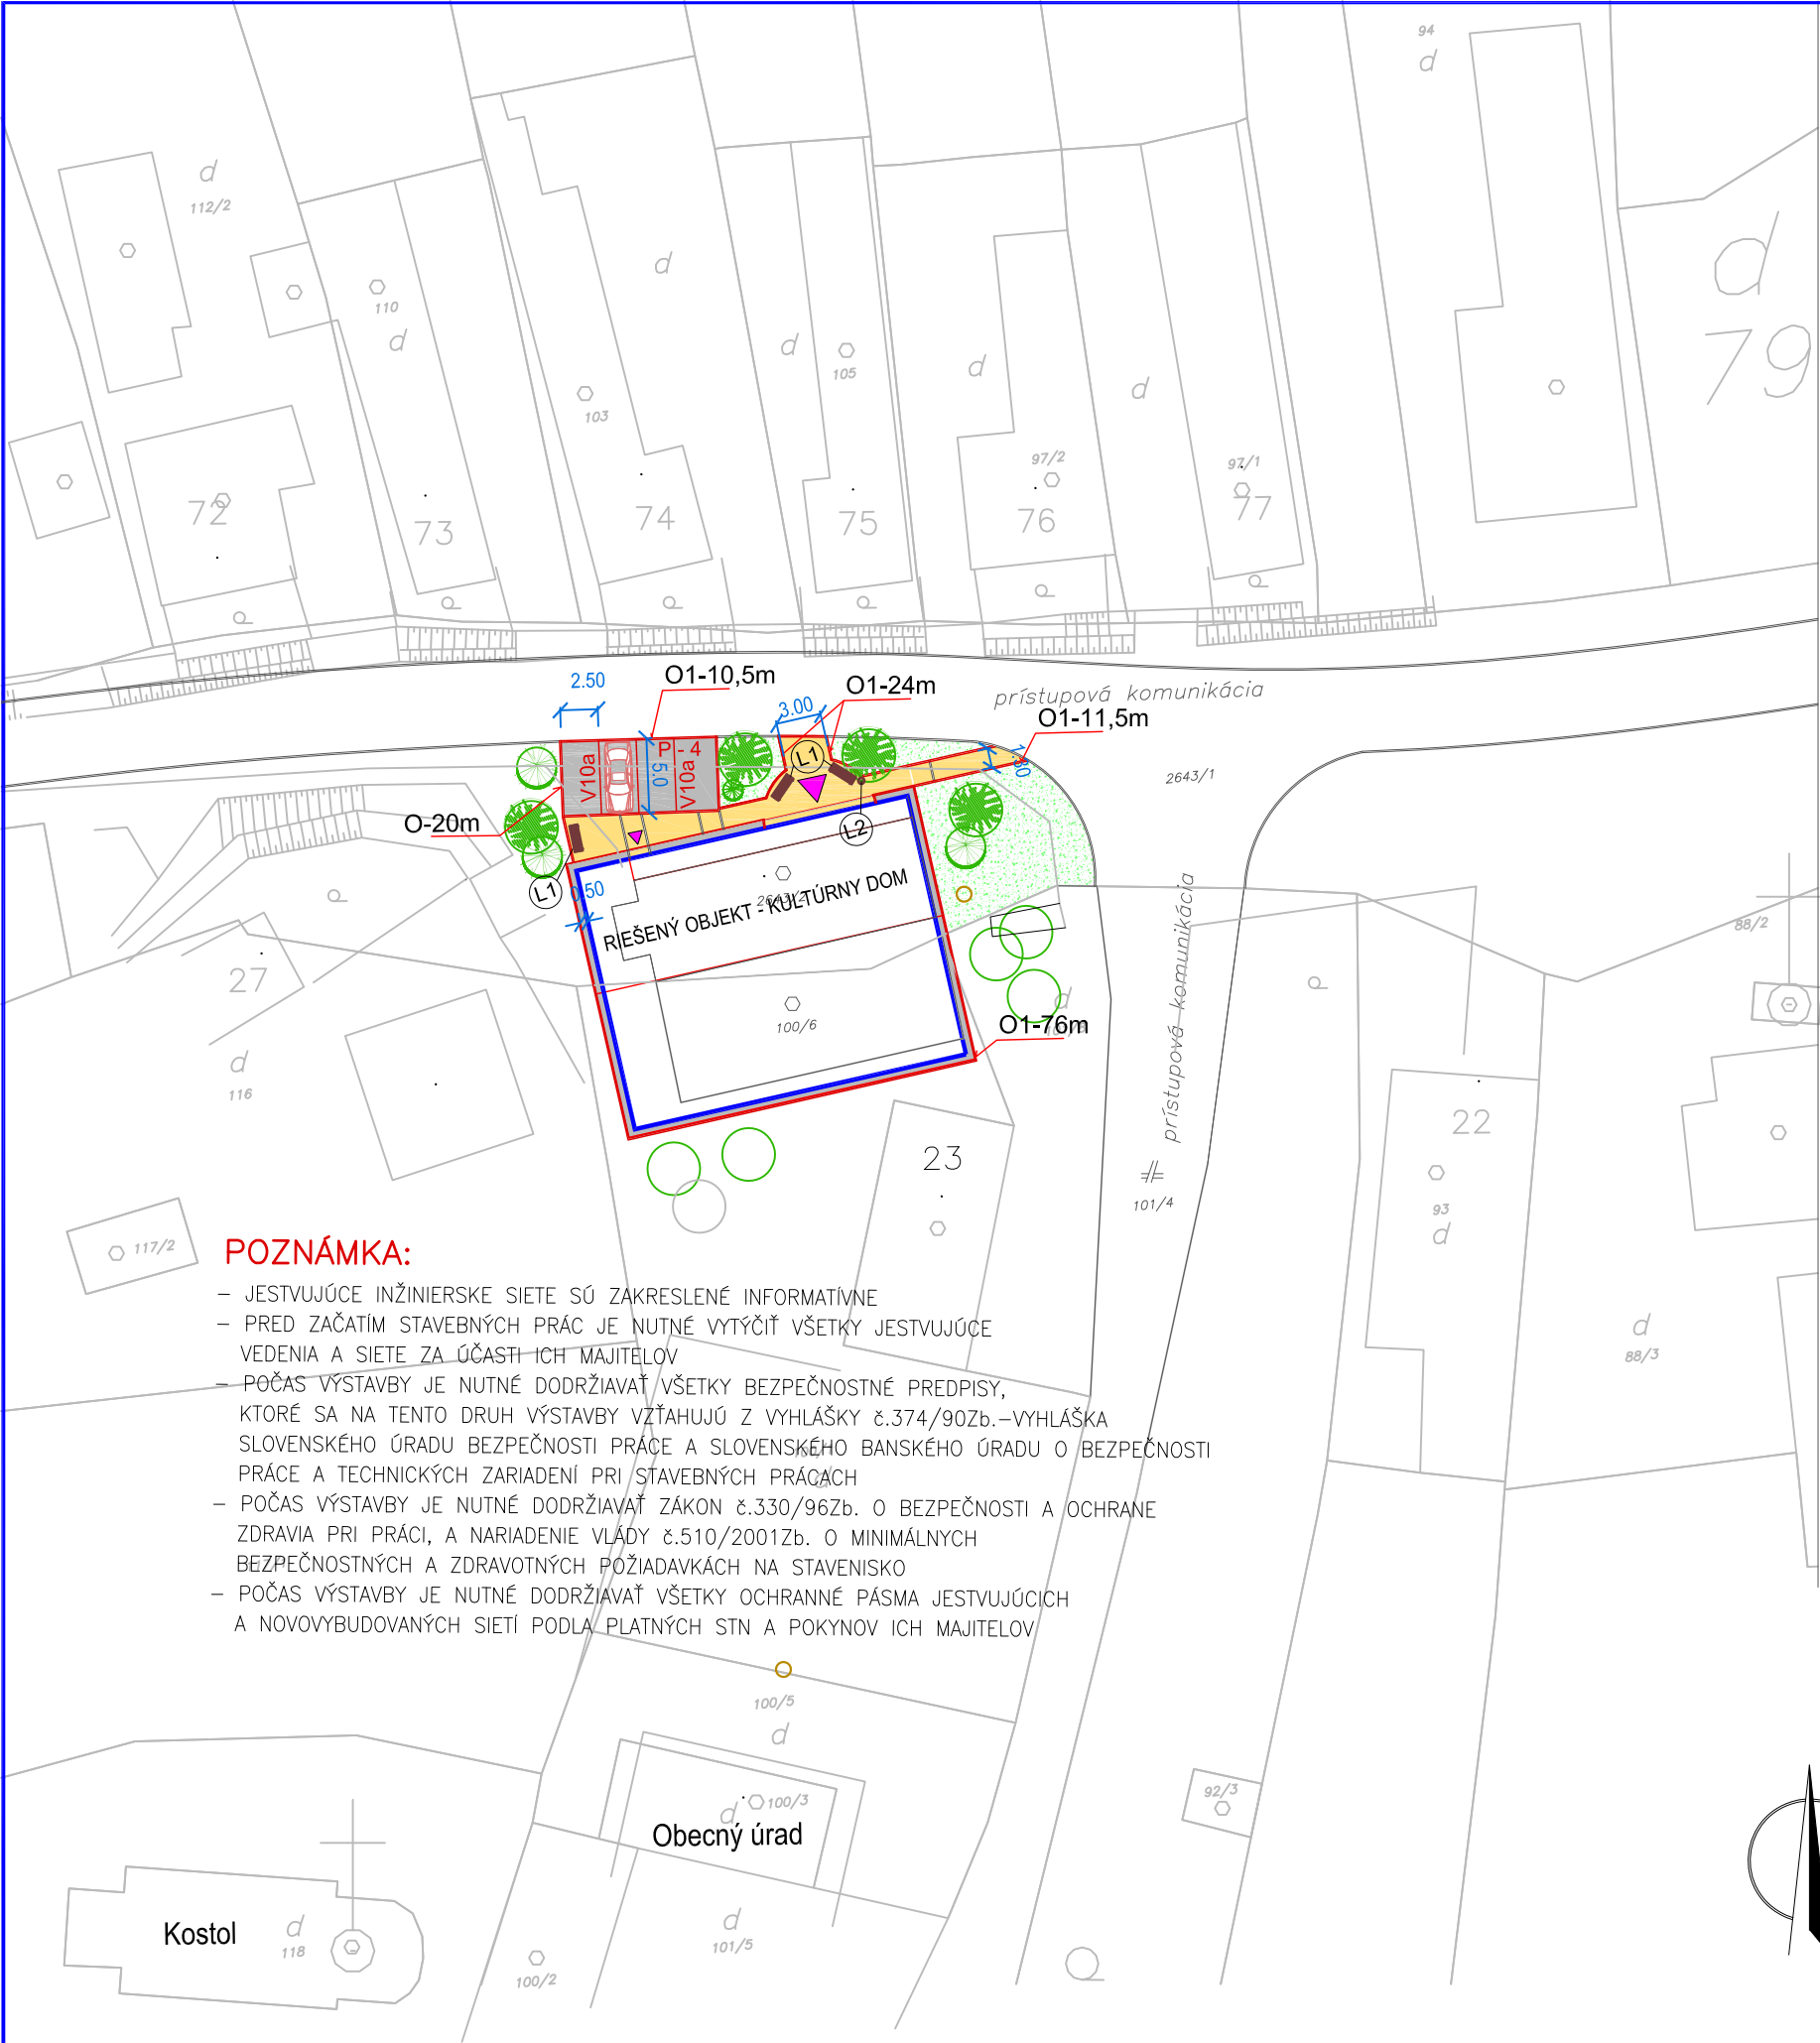 94
d
d
112/2
d
79
d
110
d
d
105
d
d
103
97/2
97/1
72
73
74
75
76
77
O1-10,5m
2.50
O1-24m
prístupová komunikácia
3.00
O1-11,5m
P - 4
L1
V10a
5.0
V10a
2643/1
O-20m
L2
L1
0.50
2643/2
RIEŠENÝ OBJEKT - KULTÚRNY DOM
prístupová komunikácia
88/2
27
d
100/6
O1-76m
d
116
22
23
#
101/4
93
d
117/2
POZNÁMKA:
– JESTVUJÚCE INŽINIERSKE SIETE SÚ ZAKRESLENÉ INFORMATÍVNE
– PRED ZAČATÍM STAVEBNÝCH PRÁC JE NUTNÉ VYTÝČIŤ VŠETKY JESTVUJÚCE
VEDENIA A SIETE ZA ÚČASTI ICH MAJITELOV
– POČAS VÝSTAVBY JE NUTNÉ DODRŽIAVAŤ VŠETKY BEZPEČNOSTNÉ PREDPISY,
KTORÉ SA NA TENTO DRUH VÝSTAVBY VZŤAHUJÚ Z VYHLÁŠKY č.374/90Zb.–VYHLÁŠKA
SLOVENSKÉHO ÚRADU BEZPEČNOSTI PRÁCE A SLOVENSKÉHO BANSKÉHO ÚRADU O BEZPEČNOSTI
PRÁCE A TECHNICKÝCH ZARIADENÍ PRI STAVEBNÝCH PRÁCACH
d
– POČAS VÝSTAVBY JE NUTNÉ DODRŽIAVAŤ ZÁKON č.330/96Zb. O BEZPEČNOSTI A OCHRANE
ZDRAVIA PRI PRÁCI, A NARIADENIE VLÁDY č.510/2001Zb. O MINIMÁLNYCH
BEZPEČNOSTNÝCH A ZDRAVOTNÝCH POŽIADAVKÁCH NA STAVENISKO
– POČAS VÝSTAVBY JE NUTNÉ DODRŽIAVAŤ VŠETKY OCHRANNÉ PÁSMA JESTVUJÚCICH
A NOVOVYBUDOVANÝCH SIETÍ PODLA PLATNÝCH STN A POKYNOV ICH MAJITELOV
d
88/3
100/5
d
92/3
100/3
d
Obecný úrad
Kostol
d
118
d
101/5
100/2